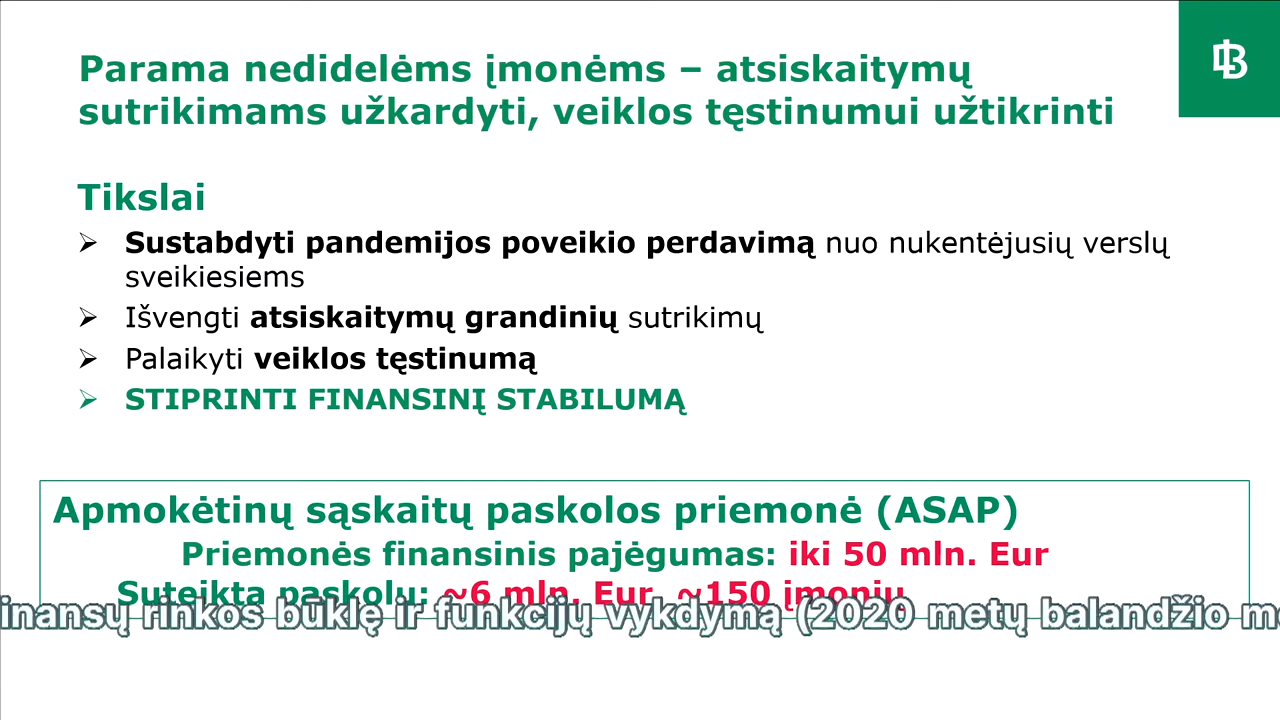 Parama nedidelėms įmonėms – atsiskaitymų
sutrikimams užkardyti, veiklos tęstinumui užtikrinti
Tikslai
Sustabdyti pandemijos poveikio perdavimą nuo nukentėjusių verslų
sveikiesiems
Išvengti atsiskaitymų grandinių sutrikimų
Palaikyti veiklos tęstinumą
STIPRINTI FINANSINĮ STABILUMĄ
Apmokėtinų sąskaitų paskolos priemonė (ASAP)
Priemonės finansinis pajėgumas: iki 50 mln. Eur
Suteikta paskolų: ~6 mln. Eur, ~150 įmonių
inansų rinkos būklę ir funkcijų vykdymą (2020 metų balandžio m